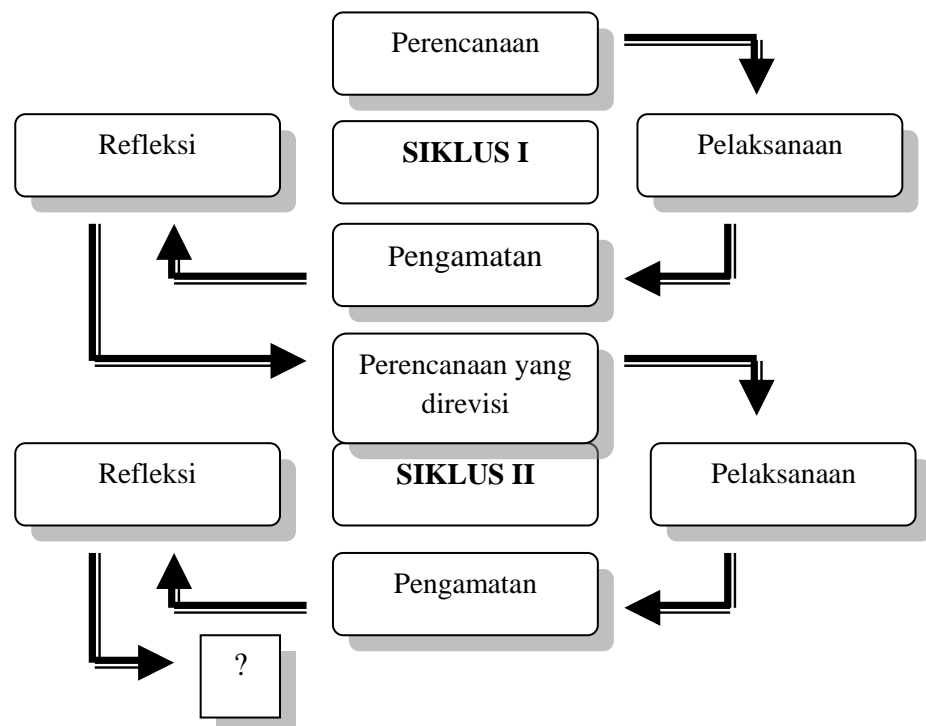 Perencanaan
Refleksi
SIKLUS I
Pelaksanaan
Pengamatan
Perencanaan yang
direvisi
Refleksi
SIKLUS II
Pelaksanaan
Pengamatan
?